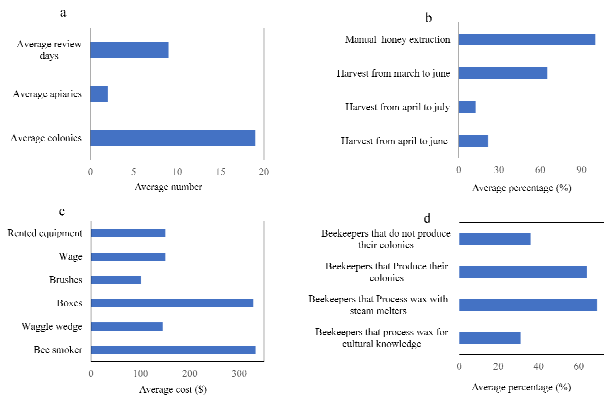 a
Average review
days
Average apiaries
Average colonies
0 5 10 15 20
Average number
b
Manual honey extraction
Harvest from march to june
Harvest from april to july
Harvest from april to june
0 30 60 90
Average percentage (%)
c
Rented equipment
Wage
Brushes
Boxes
Waggle wedge
Bee smoker
0 100 200 300
Average cost ($)
d
Beekeepers that do not produce
their colonies
Beekeepers that Produce their
colonies
Beekeepers that Process wax with
steam melters
Beekeepers that process wax for
cultural knowledge
0 20 40 60
Average percentage (%)